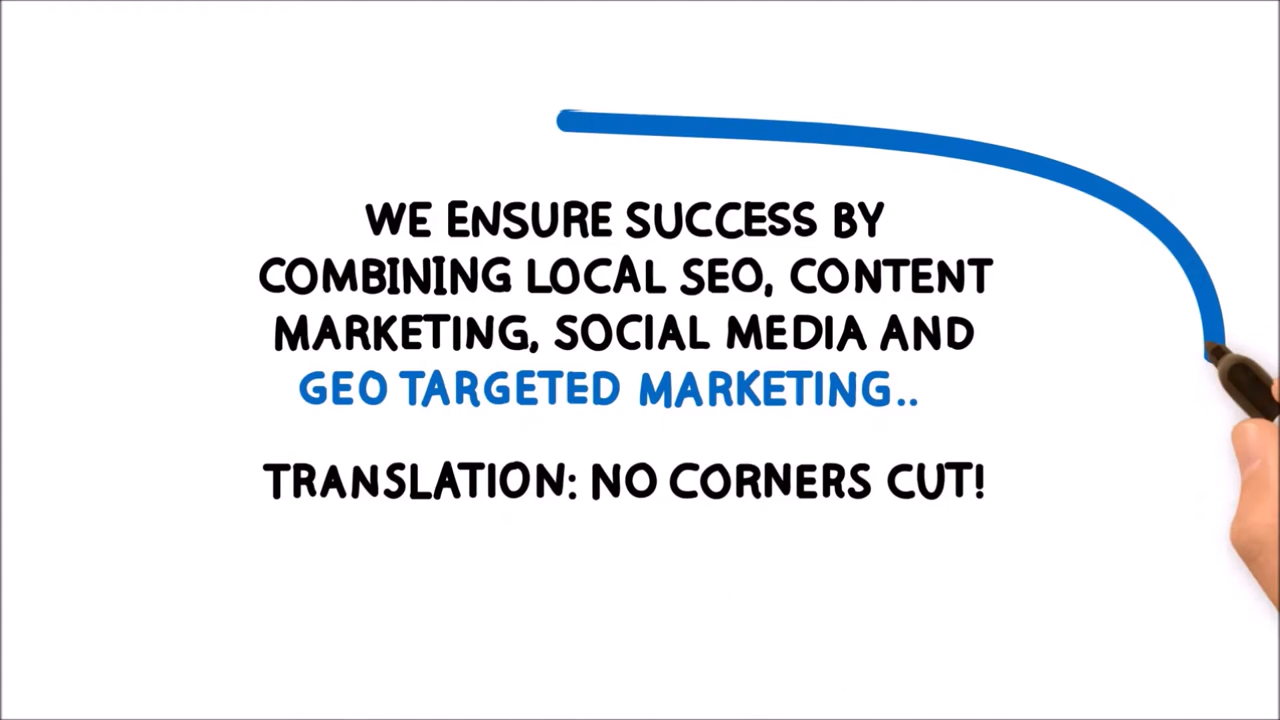 WE ENSURE SUCCESS BY
COMBINING LOCAL SEO, CONTENT
MARKETING, SOCIAL MEDIA AND
GEO TARGETED MARKETING..
TRANSLATION: NO CORNERS CUT!